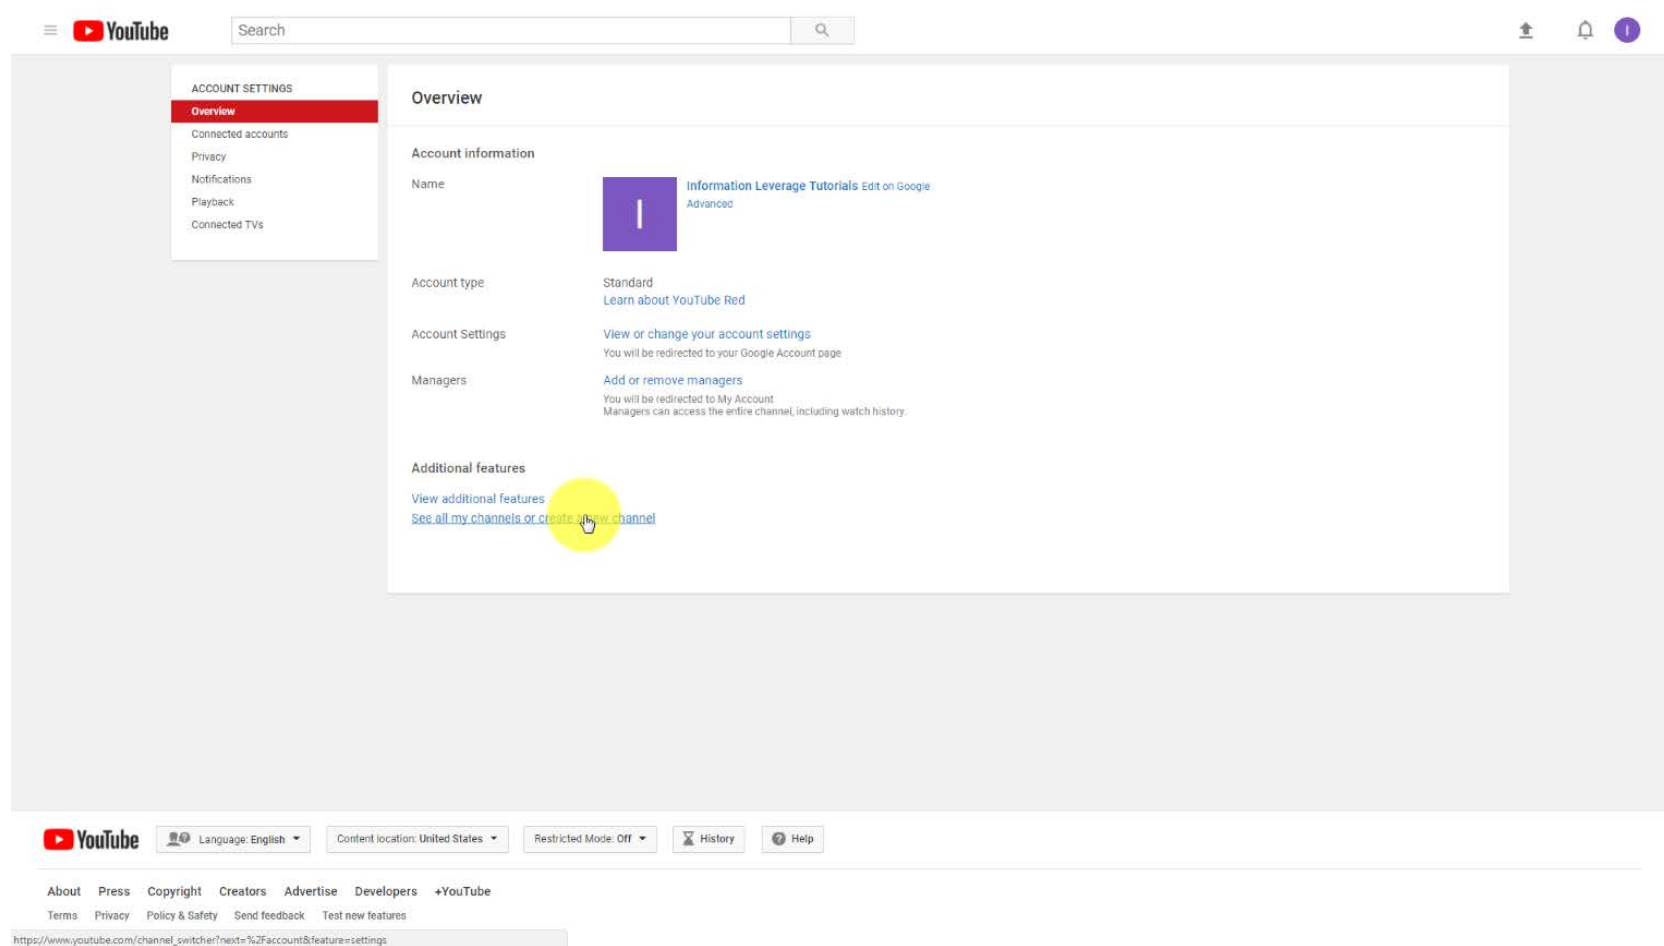 YouTube
Search
I
ACCOUNT SETTINGS
Overview
Connected accounts
Privacy
Notifications
Playback
Connected TVs
Overview
Account information
Name
I
Information Leverage Tutorials Edit on Google
Advanced
Account type
Standard
Learn about YouTube Red
Account Settings
View or change your account settings
You will be redirected to your Google Account page
Managers
Add or remove managers
You will be redirected to My Account
Managers can access the entire channel, including watch history.
Additional features
View additional features
See all my channels or create a new channel
YouTube
Language: English
Content location: United States
Restricted Mode: Off
History
Help
About Press Copyright Creators Advertise Developers +YouTube
Terms Privacy Policy & Safety Send feedback Test new features
https://www.youtube.com/channel_switcher?next=%2Faccount&feature=settings